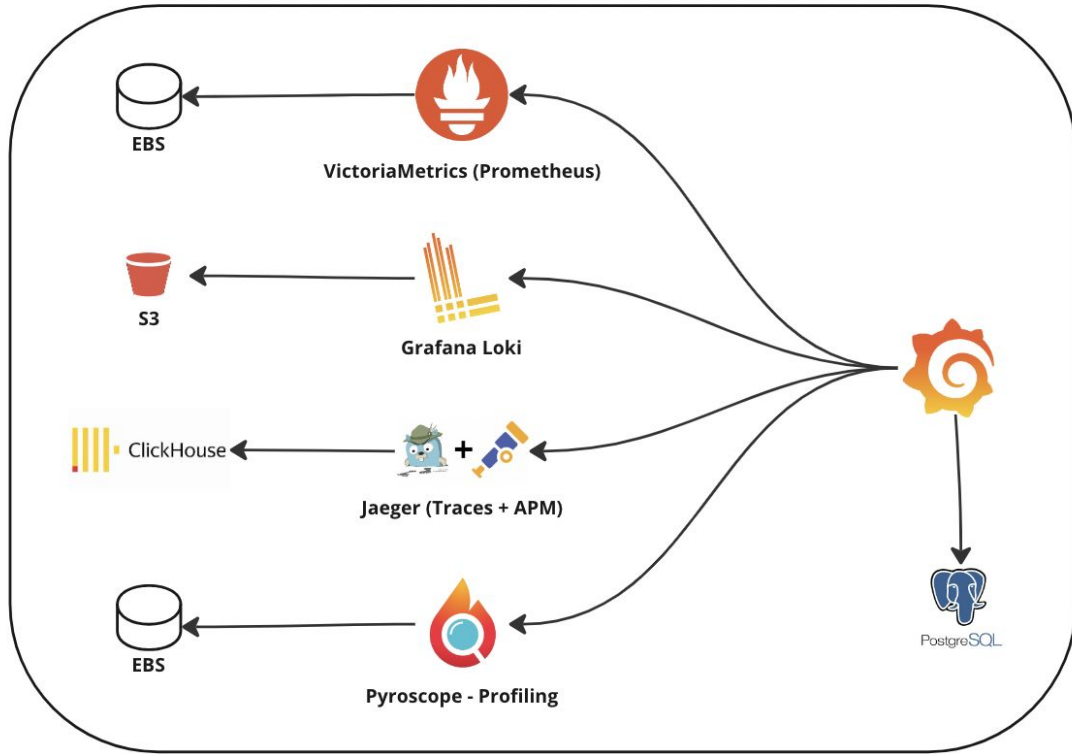 EBS
VictoriaMetrics (Prometheus)
S3
Grafana Loki
ClickHouse
+
Jaeger (Traces + APM)
EBS
Pyroscope - Profiling
PostgreSQL